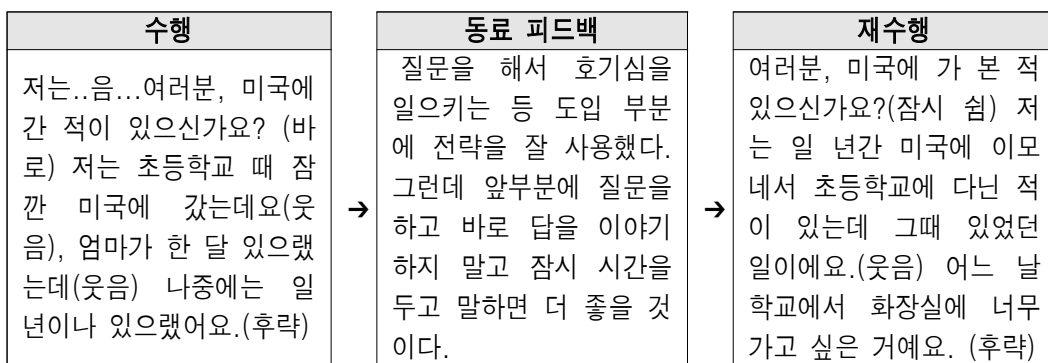 수행
저는..음...여러분, 미국에
간 적이 있으신가요? (바
로) 저는 초등학교 때 잠
깐 미국에 갔는데요(웃
음), 엄마가 한 달 있으랬
는데(웃음) 나중에는 일
년이나 있으랬어요.(후략)
➔
동료 피드백
질문을 해서 호기심을
일으키는 등 도입 부분
에 전략을 잘 사용했다.
그런데 앞부분에 질문을
하고 바로 답을 이야기
하지 말고 잠시 시간을
두고 말하면 더 좋을 것
이다.
➔
재수행
여러분, 미국에 가 본 적
있으신가요?(잠시 쉼) 저
는 일 년간 미국에 이모
네서 초등학교에 다닌 적
이 있는데 그때 있었던
일이에요.(웃음) 어느 날
학교에서 화장실에 너무
가고 싶은 거예요. (후략)